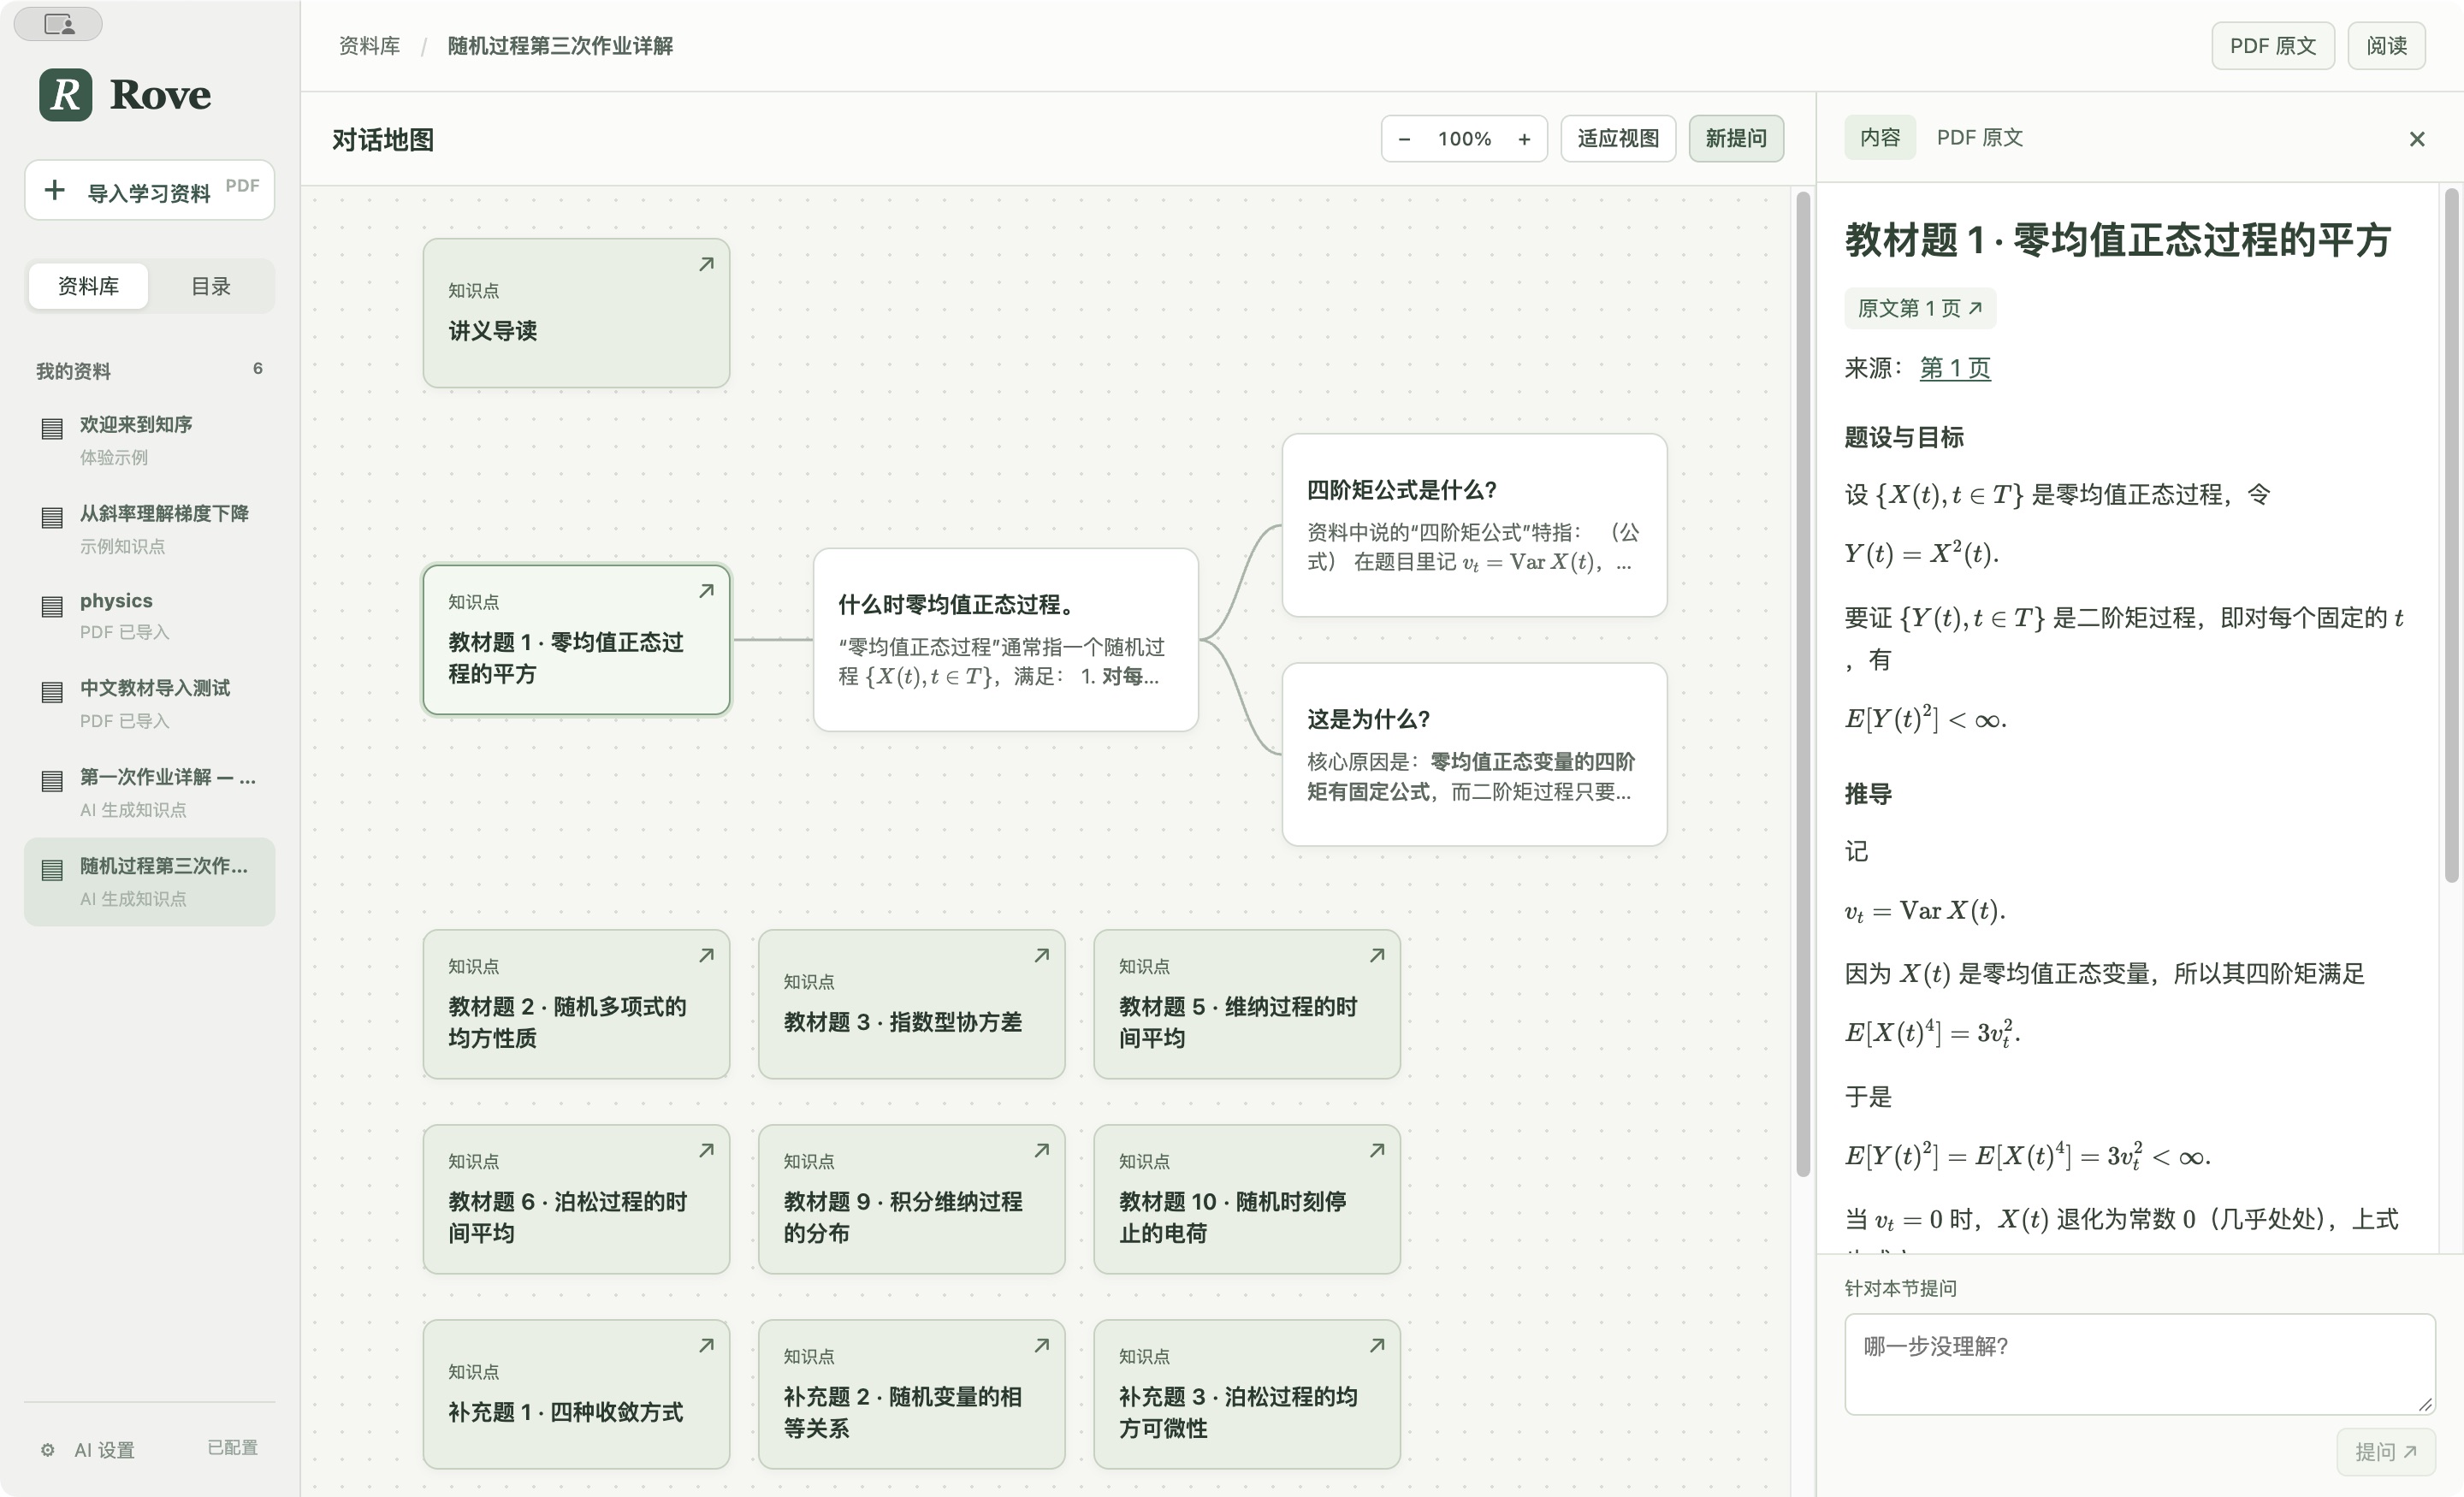 R Rove
+ 导入学习资料 PDF
资料库 目录
我的资料 6
欢迎来到知序
体验示例
从斜率理解梯度下降
示例知识点
physics
PDF 已导入
中文教材导入测试
PDF 已导入
第一次作业详解 — ...
AI 生成知识点
随机过程第三次作...
AI 生成知识点
AI 设置 已配置
资料库 / 随机过程第三次作业详解
PDF 原文 阅读
对话地图
− 100% + 适应视图 新提问
知识点
讲义导读
知识点
教材题 1 · 零均值正态过
程的平方
什么时零均值正态过程。
“零均值正态过程”通常指一个随机过
程 {X(t), t ∈ T}，满足： 1. 对每...
四阶矩公式是什么?
资料中说的“四阶矩公式”特指： （公
式） 在题目里记 v_t = Var X(t)，...
这是为什么?
核心原因是：零均值正态变量的四阶
矩有固定公式，而二阶矩过程只要...
知识点
教材题 2 · 随机多项式的
均方性质
知识点
教材题 3 · 指数型协方差
知识点
教材题 5 · 维纳过程的时
间平均
知识点
教材题 6 · 泊松过程的时
间平均
知识点
教材题 9 · 积分维纳过程
的分布
知识点
教材题 10 · 随机时刻停
止的电荷
知识点
补充题 1 · 四种收敛方式
知识点
补充题 2 · 随机变量的相
等关系
知识点
补充题 3 · 泊松过程的均
方可微性
内容 PDF 原文 ×
教材题 1 · 零均值正态过程的平方
原文第 1 页 ↗
来源： 第 1 页
题设与目标
设 {X(t), t ∈ T} 是零均值正态过程，令
Y(t) = X²(t).
要证 {Y(t), t ∈ T} 是二阶矩过程，即对每个固定的 t
，有
E[Y(t)²] < ∞.
推导
记
v_t = Var X(t).
因为 X(t) 是零均值正态变量，所以其四阶矩满足
E[X(t)⁴] = 3v_t².
于是
E[Y(t)²] = E[X(t)⁴] = 3v_t² < ∞.
当 v_t = 0 时，X(t) 退化为常数 0（几乎处处），上式
针对本节提问
哪一步没理解?
提问 ↗